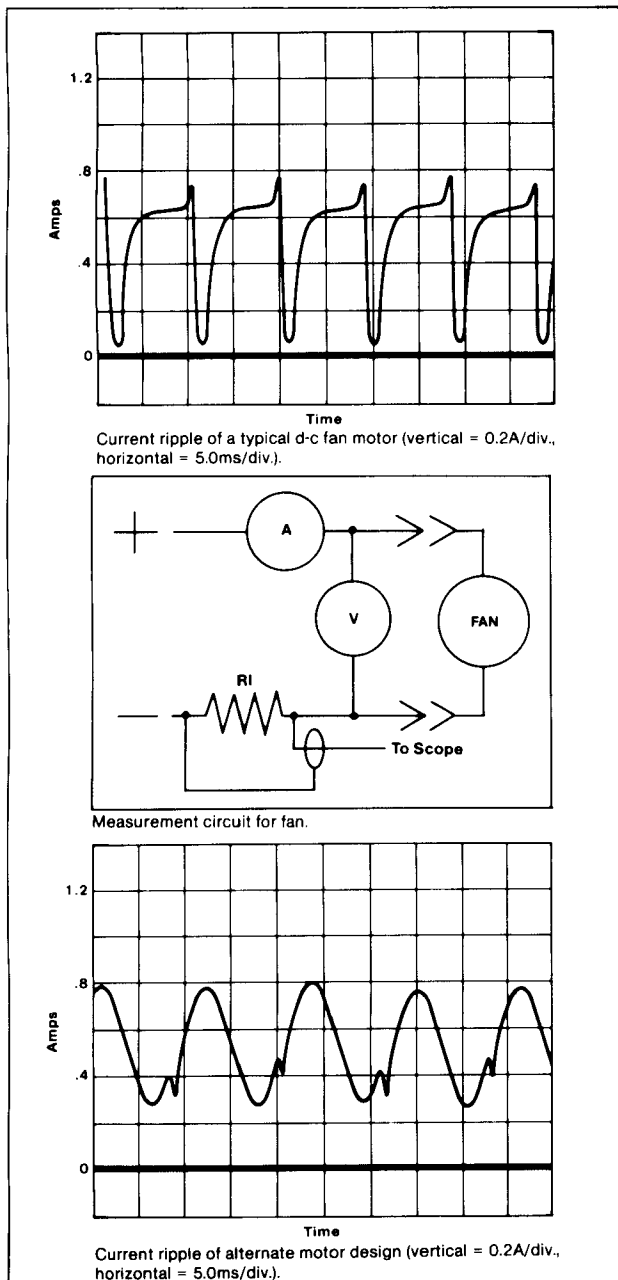 1.2
.8
Amps
.4
0
Time
Current ripple of a typical d-c fan motor (vertical = 0.2A/div.,
horizontal = 5.0ms/div.).
A
V
FAN
RI
To Scope
Measurement circuit for fan.
1.2
.8
Amps
.4
0
Time
Current ripple of alternate motor design (vertical = 0.2A/div.,
horizontal = 5.0ms/div.).